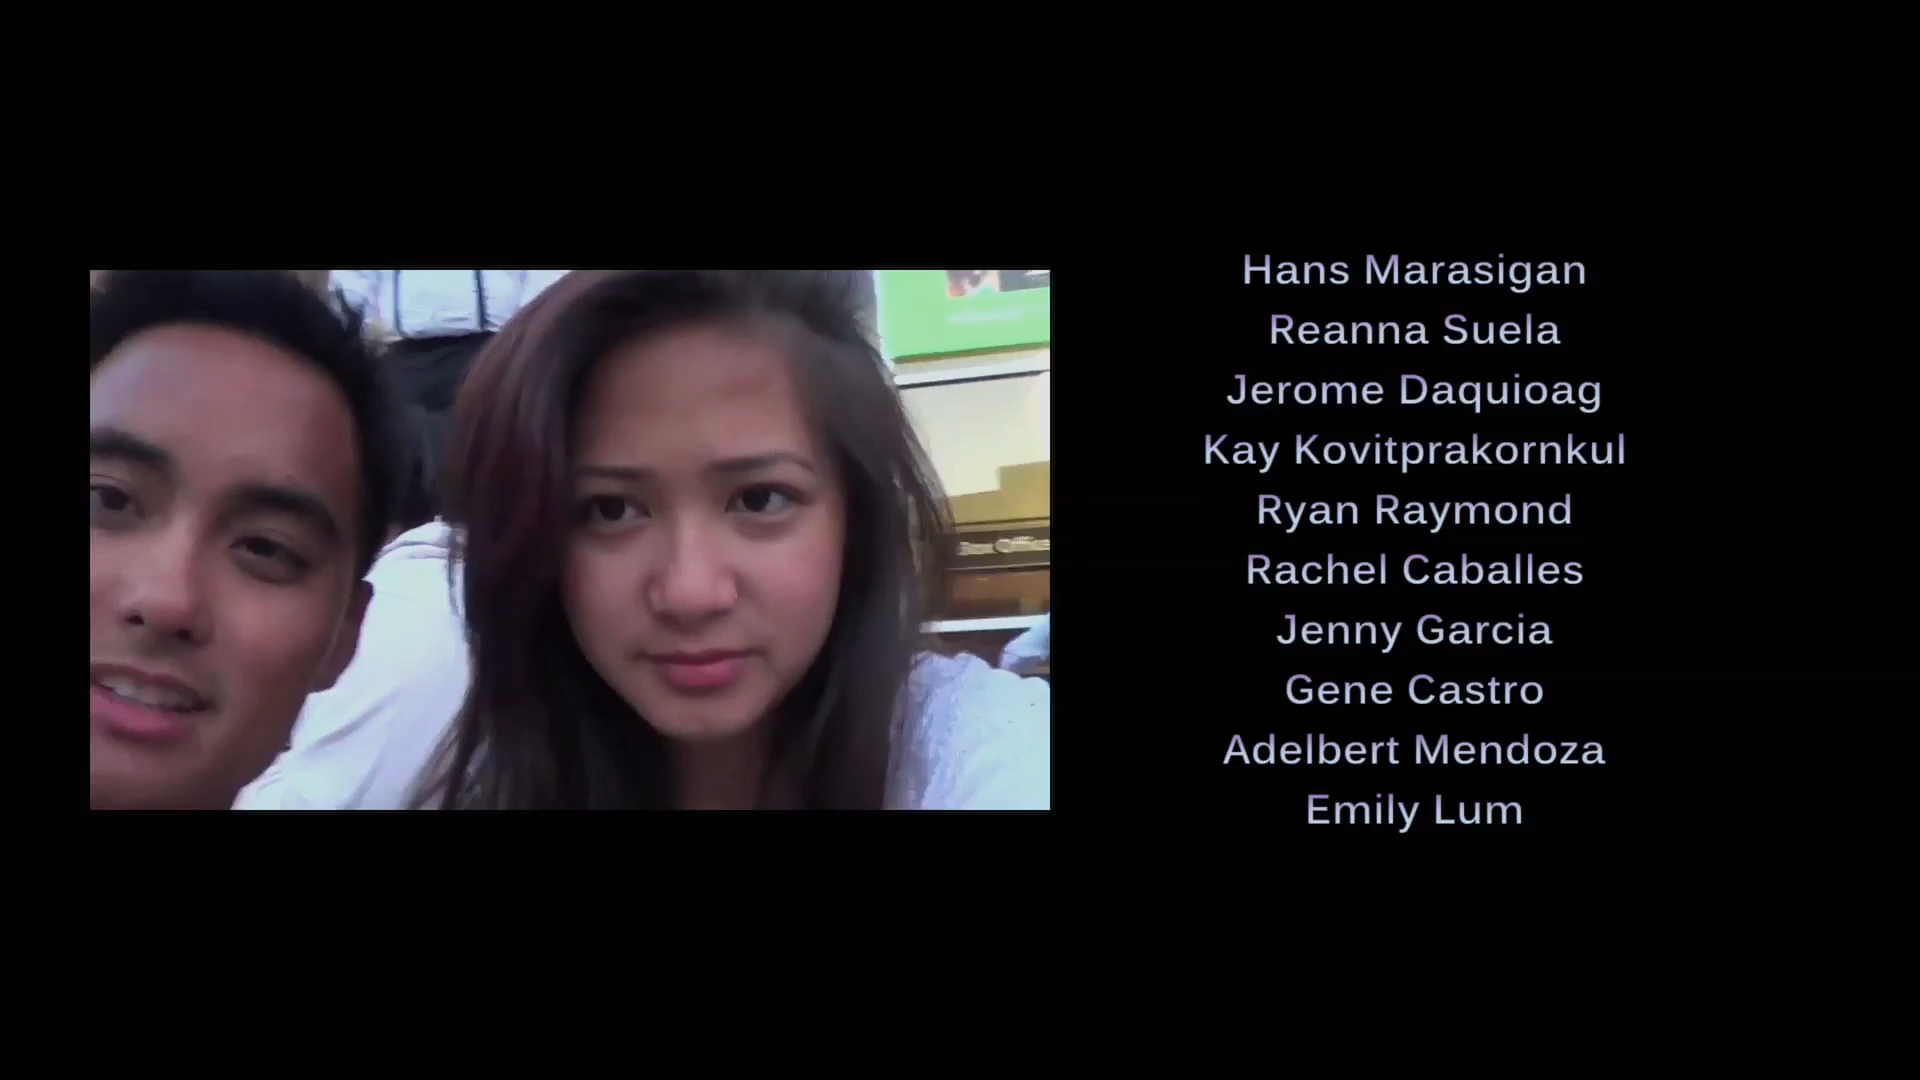 Hans Marasigan
Reanna Suela
Jerome Daquioag
Kay Kovitprakornkul
Ryan Raymond
Rachel Caballes
Jenny Garcia
Gene Castro
Adelbert Mendoza
Emily Lum